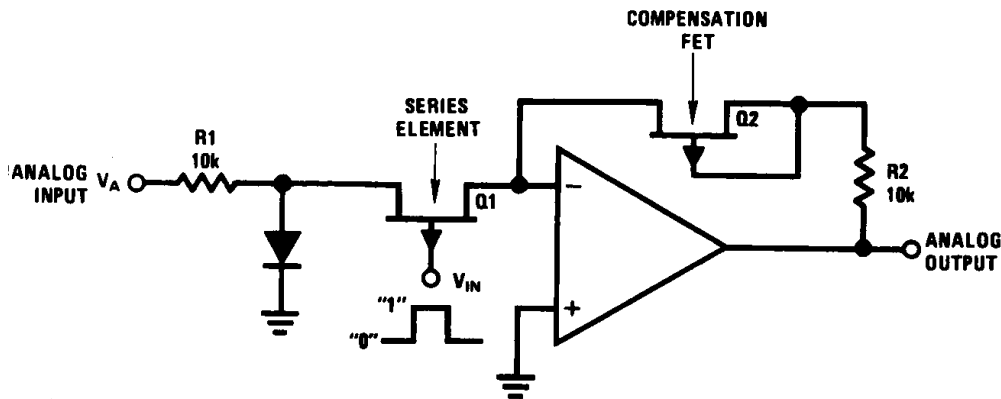 COMPENSATION
FET
SERIES
ELEMENT
Q2
R1
10k
ANALOG
INPUT
VA
Q1
R2
10k
VIN
"1"
"0"
−
+
ANALOG
OUTPUT